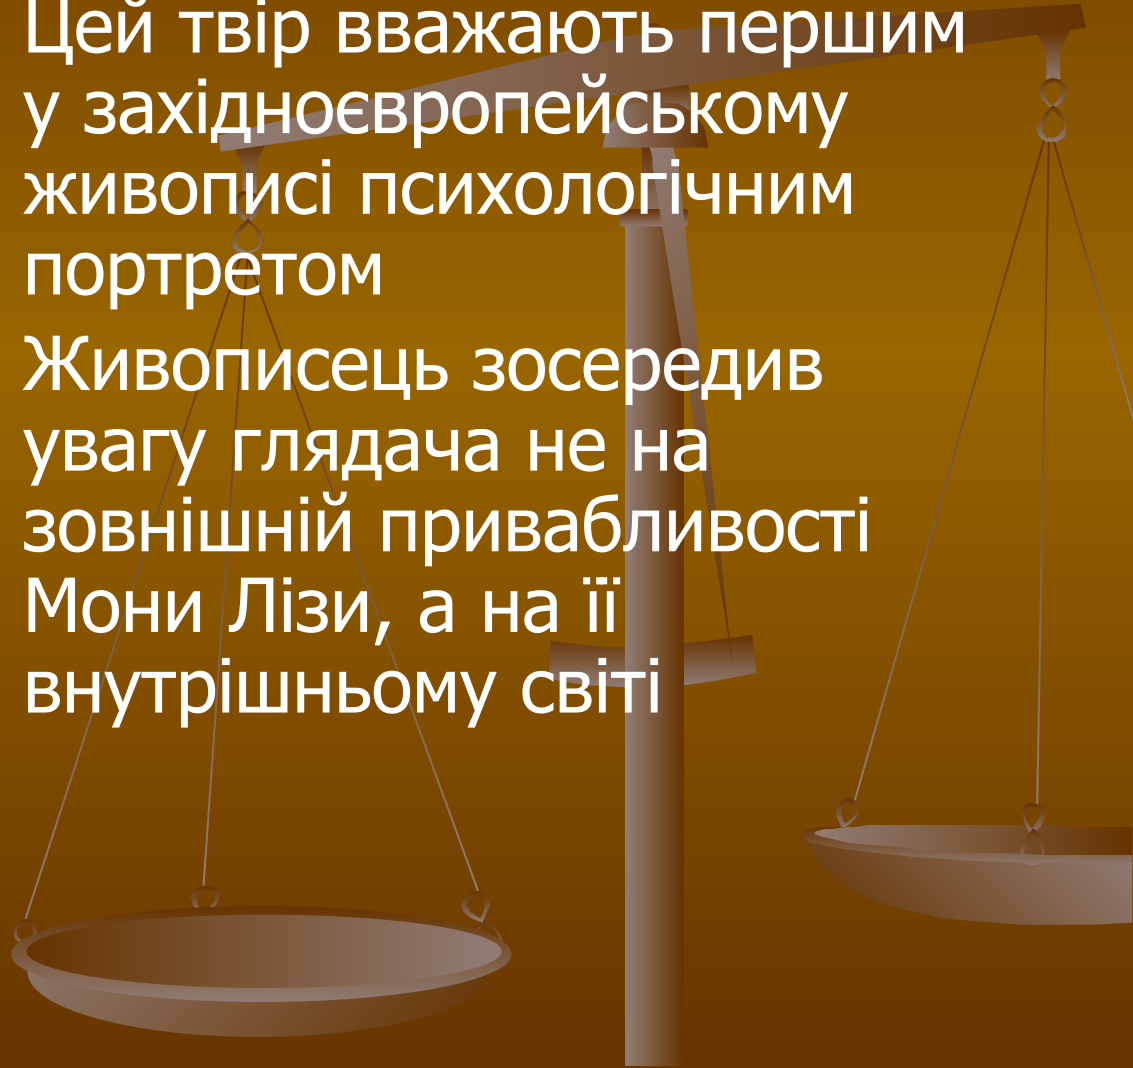 Цей твір вважають першим
у західноєвропейському
живописі психологічним
портретом
Живописець зосередив
увагу глядача не на
зовнішній привабливості
Мони Лізи, а на її
внутрішньому світі